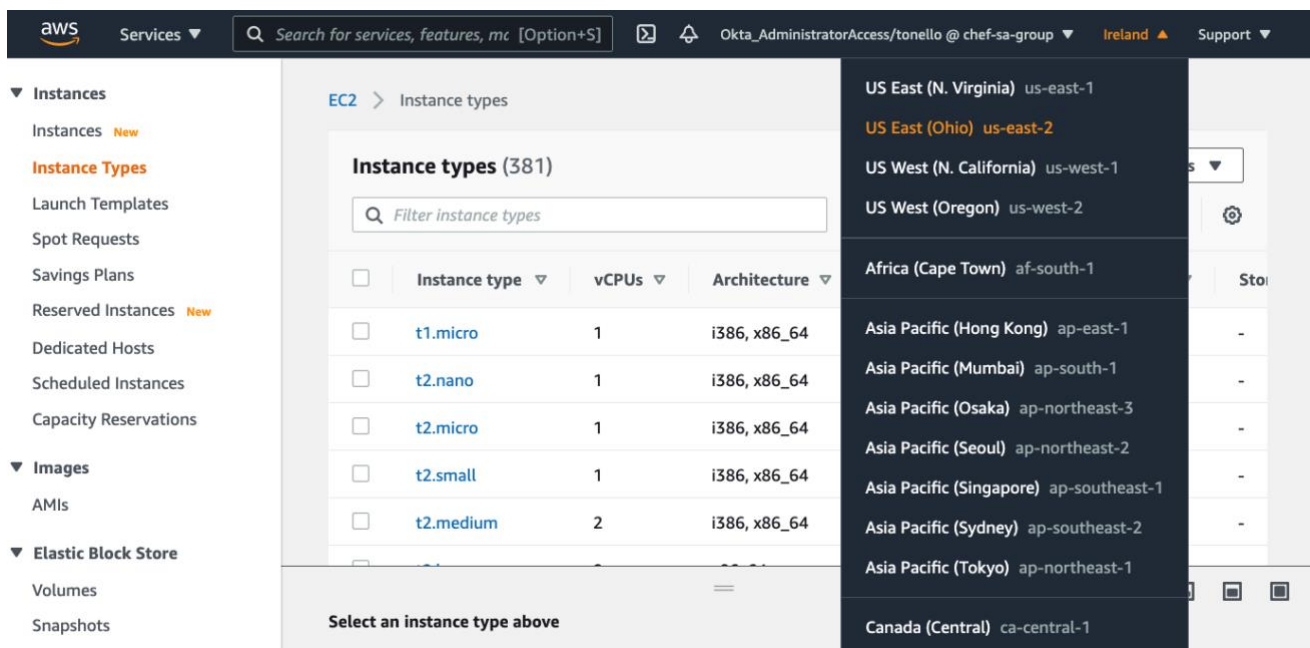 aws Services ▼ Search for services, features, mc [Option+S] Okta_AdministratorAccess/tonello @ chef-sa-group ▼ Ireland ▲ Support ▼
▼ Instances
Instances New
Instance Types
Launch Templates
Spot Requests
Savings Plans
Reserved Instances New
Dedicated Hosts
Scheduled Instances
Capacity Reservations
▼ Images
AMIs
▼ Elastic Block Store
Volumes
Snapshots
EC2 > Instance types
Instance types (381)
Filter instance types
Instance type vCPUs Architecture
t1.micro 1 i386, x86_64 -
t2.nano 1 i386, x86_64 -
t2.micro 1 i386, x86_64 -
t2.small 1 i386, x86_64 -
t2.medium 2 i386, x86_64 -
Select an instance type above
US East (N. Virginia) us-east-1
US East (Ohio) us-east-2
US West (N. California) us-west-1
US West (Oregon) us-west-2
Africa (Cape Town) af-south-1
Asia Pacific (Hong Kong) ap-east-1
Asia Pacific (Mumbai) ap-south-1
Asia Pacific (Osaka) ap-northeast-3
Asia Pacific (Seoul) ap-northeast-2
Asia Pacific (Singapore) ap-southeast-1
Asia Pacific (Sydney) ap-southeast-2
Asia Pacific (Tokyo) ap-northeast-1
Canada (Central) ca-central-1